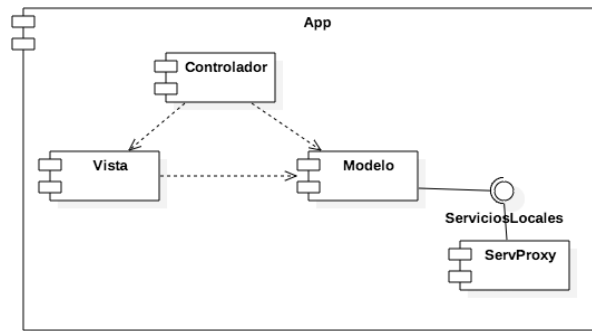 App
Controlador
Vista
Modelo
ServiciosLocales
ServProxy